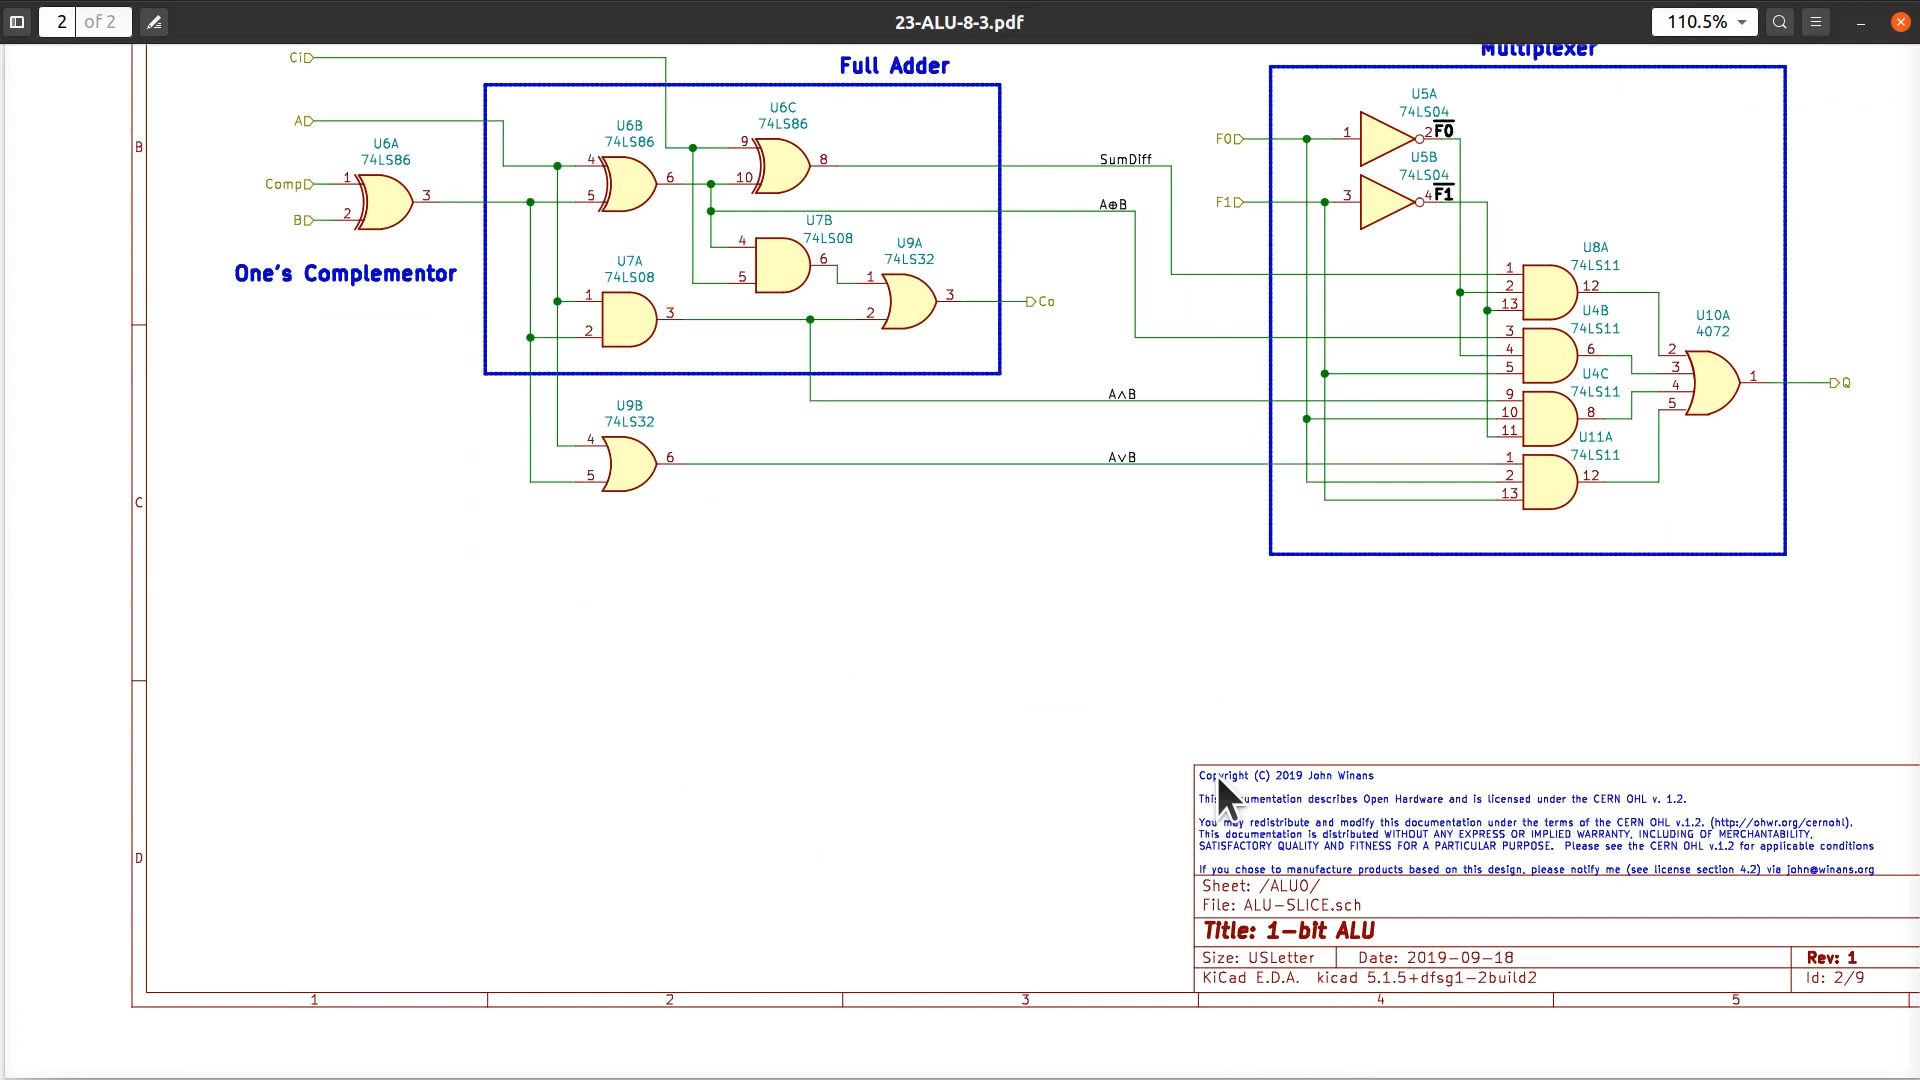 2 of 2
23-ALU-8-3.pdf
110.5%
Full Adder
Multiplexer
Ci
A
Comp
B
U6A
74LS86
1
2
3
One's Complementor
U6B
74LS86
4
5
6
U6C
74LS86
9
10
8
U7B
74LS08
4
5
6
U9A
74LS32
1
2
3
Co
U7A
74LS08
1
2
3
U9B
74LS32
4
5
6
SumDiff
A⊕B
A∧B
A∨B
F0
F1
U5A
74LS04
1
2
F0
U5B
74LS04
3
4
F1
U8A
74LS11
1
2
13
12
U4B
74LS11
3
4
5
6
U4C
74LS11
9
10
11
8
U11A
74LS11
1
2
13
12
U10A
4072
2
3
4
5
1
Q
B
C
D
Copyright (C) 2019 John Winans
This documentation describes Open Hardware and is licensed under the CERN OHL v. 1.2.
You may redistribute and modify this documentation under the terms of the CERN OHL v.1.2. (http://ohwr.org/cernohl).
This documentation is distributed WITHOUT ANY EXPRESS OR IMPLIED WARRANTY, INCLUDING OF MERCHANTABILITY,
SATISFACTORY QUALITY AND FITNESS FOR A PARTICULAR PURPOSE. Please see the CERN OHL v.1.2 for applicable conditions
If you chose to manufacture products based on this design, please notify me (see license section 4.2) via john@winans.org
Sheet: /ALU0/
File: ALU-SLICE.sch
Title: 1-bit ALU
Size: USLetter
Date: 2019-09-18
Rev: 1
KiCad E.D.A. kicad 5.1.5+dfsg1-2build2
Id: 2/9
1
2
3
4
5